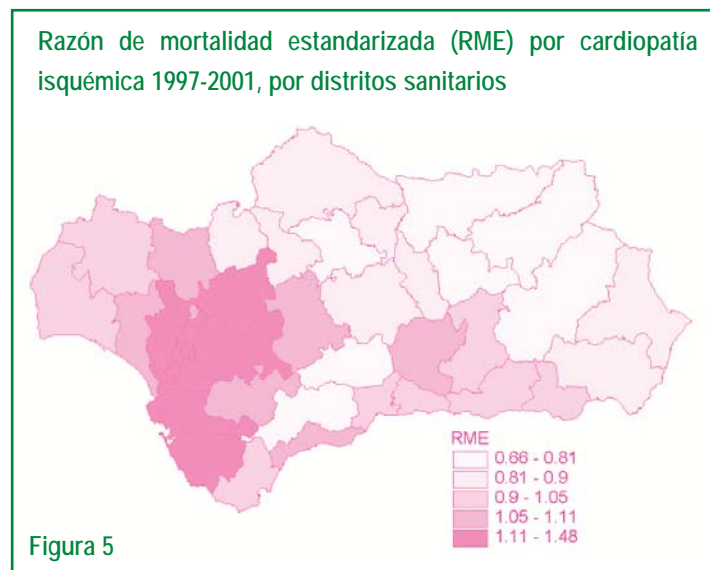 Razón de mortalidad estandarizada (RME) por cardiopatía
isquémica 1997-2001, por distritos sanitarios
RME
0.66 - 0.81
0.81 - 0.9
0.9 - 1.05
1.05 - 1.11
1.11 - 1.48
Figura 5